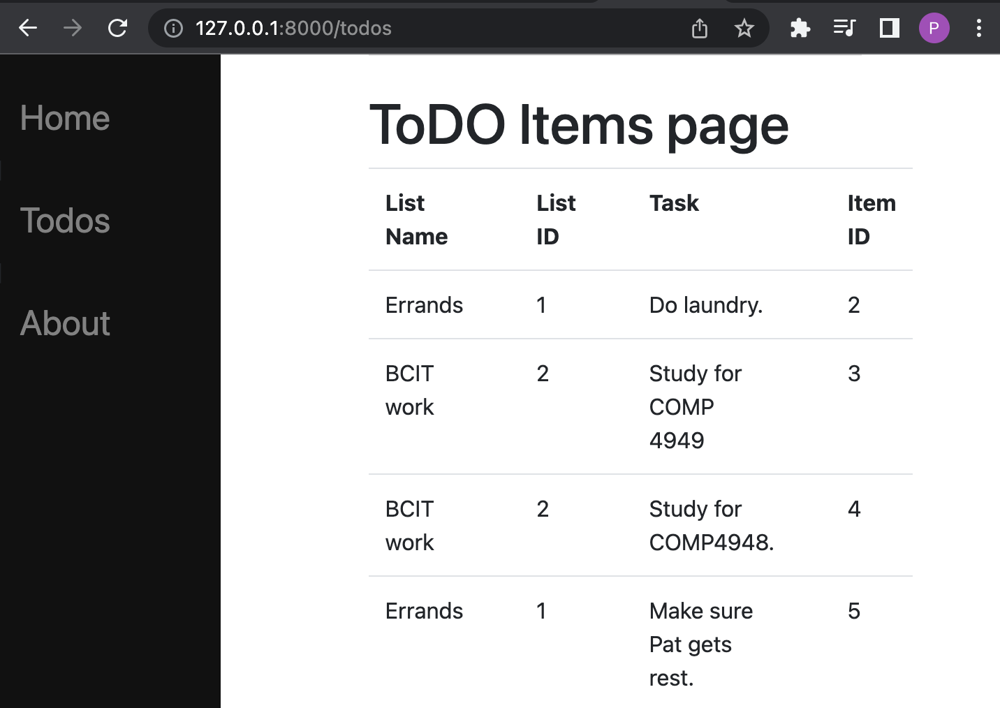 127.0.0.1:8000/todos
P
Home
Todos
About
ToDO Items page
List Name List ID Task Item ID
Errands 1 Do laundry. 2
BCIT work 2 Study for COMP 4949 3
BCIT work 2 Study for COMP4948. 4
Errands 1 Make sure Pat gets rest. 5